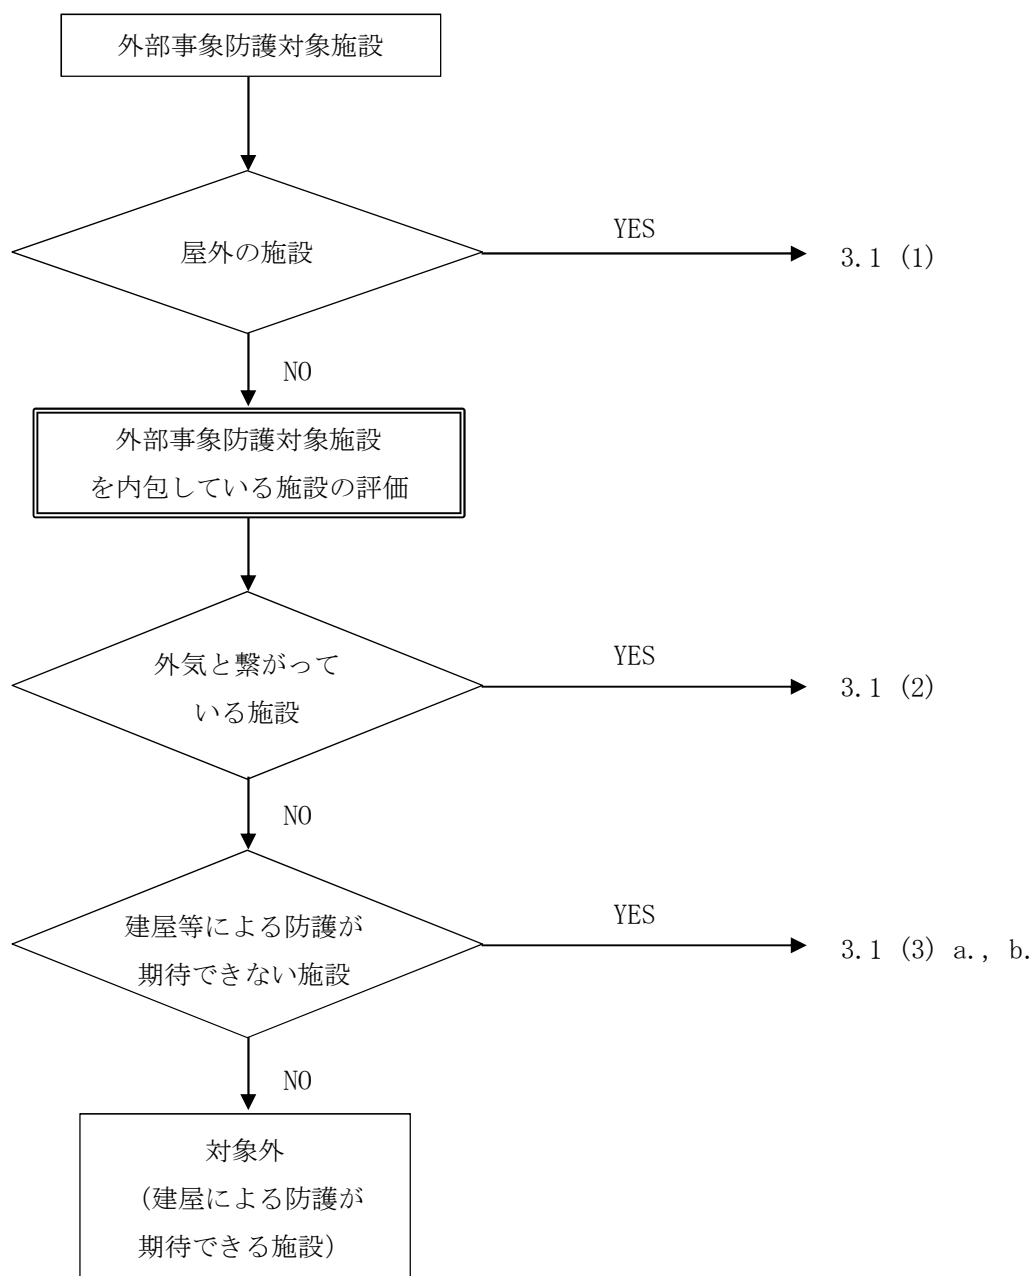 外部事象防護対象施設
屋外の施設
YES
3.1 (1)
NO
外部事象防護対象施設
を内包している施設の評価
外気と繋がって
いる施設
YES
3.1 (2)
NO
建屋等による防護が
期待できない施設
YES
3.1 (3) a., b.
NO
対象外
(建屋による防護が
期待できる施設)